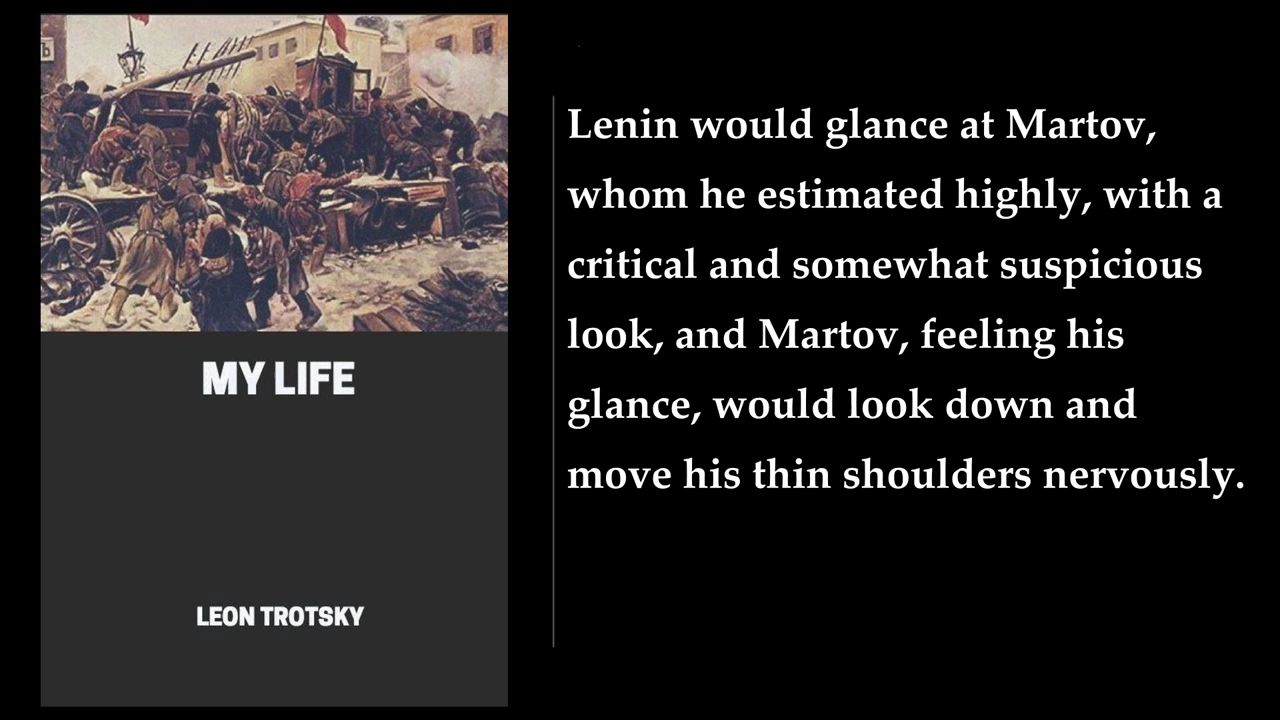 Ъ
MY LIFE
LEON TROTSKY
Lenin would glance at Martov,
whom he estimated highly, with a
critical and somewhat suspicious
look, and Martov, feeling his
glance, would look down and
move his thin shoulders nervously.